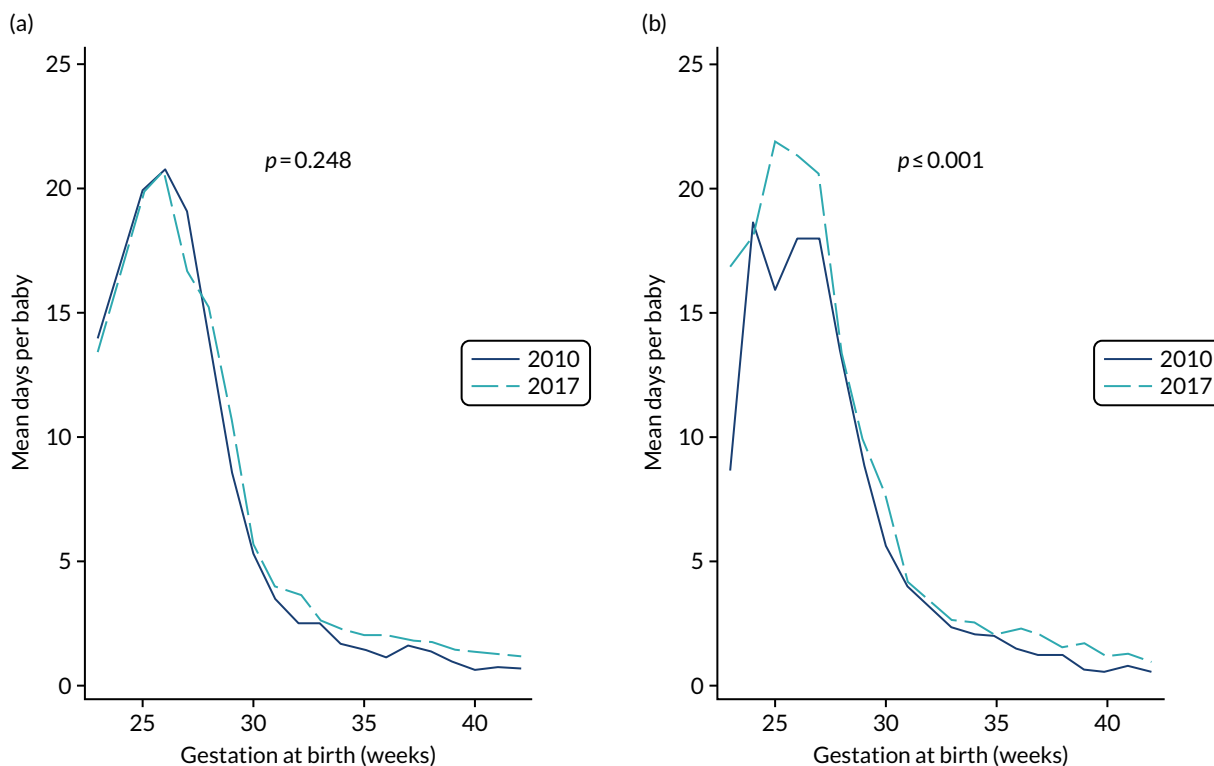 (a)
25
20
15
10
5
0
Mean days per baby
p = 0.248
2010
2017
25 30 35 40
Gestation at birth (weeks)
(b)
25
20
15
10
5
0
Mean days per baby
p ≤ 0.001
2010
2017
25 30 35 40
Gestation at birth (weeks)